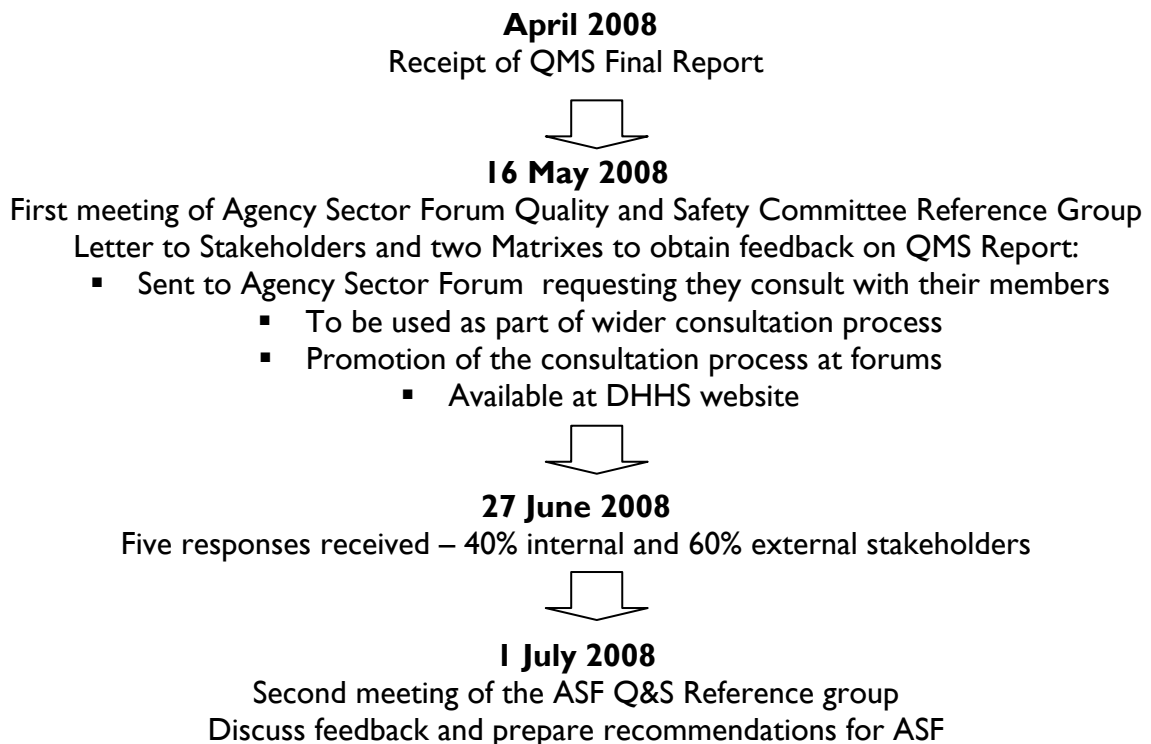 April 2008
Receipt of QMS Final Report
16 May 2008
First meeting of Agency Sector Forum Quality and Safety Committee Reference Group
Letter to Stakeholders and two Matrixes to obtain feedback on QMS Report:
▪ Sent to Agency Sector Forum requesting they consult with their members
▪ To be used as part of wider consultation process
▪ Promotion of the consultation process at forums
▪ Available at DHHS website
27 June 2008
Five responses received – 40% internal and 60% external stakeholders
1 July 2008
Second meeting of the ASF Q&S Reference group
Discuss feedback and prepare recommendations for ASF